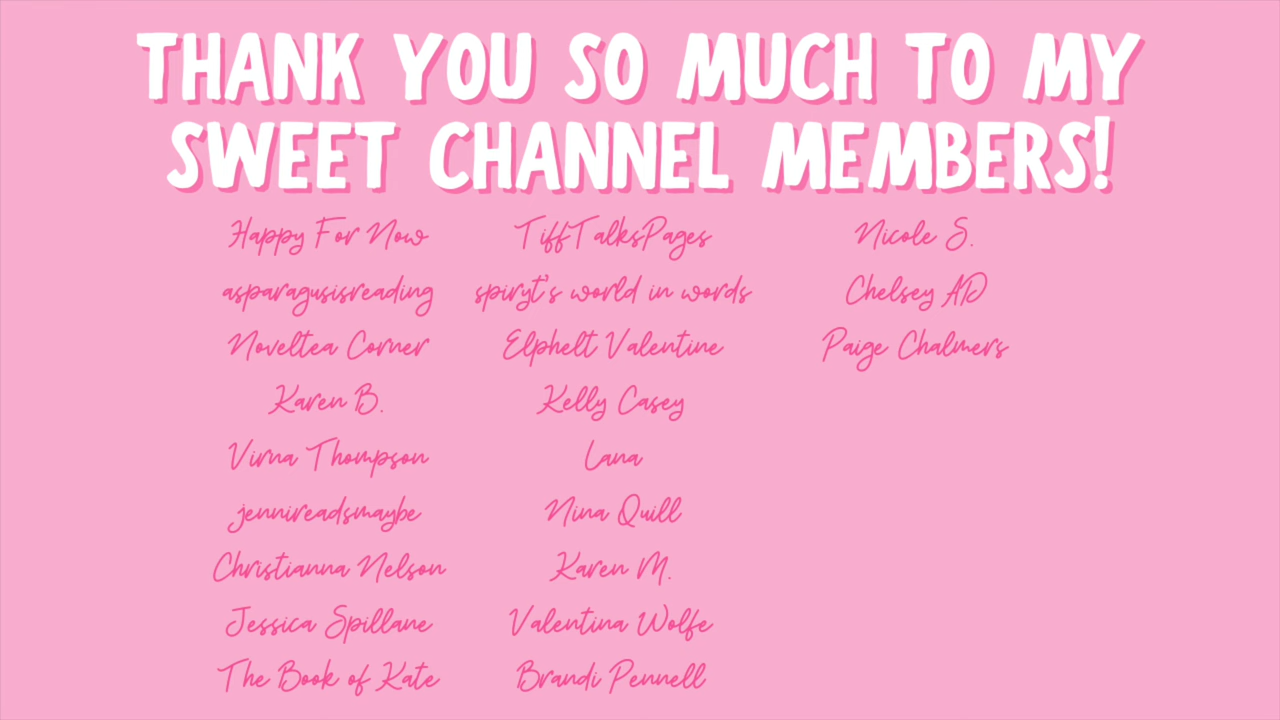 THANK YOU SO MUCH TO MY
SWEET CHANNEL MEMBERS!
Happy For Now
asparagusisreading
Noveltea Corner
Karen B.
Virna Thompson
jennireadsmaybe
Christianna Nelson
Jessica Spillane
The Book of Kate
TiffTalksPages
spiryt's world in words
Elphelt Valentine
Kelly Casey
Lana
Nina Quill
Karen M.
Valentina Wolfe
Brandi Pennell
Nicole S.
Chelsey AD
Paige Chalmers